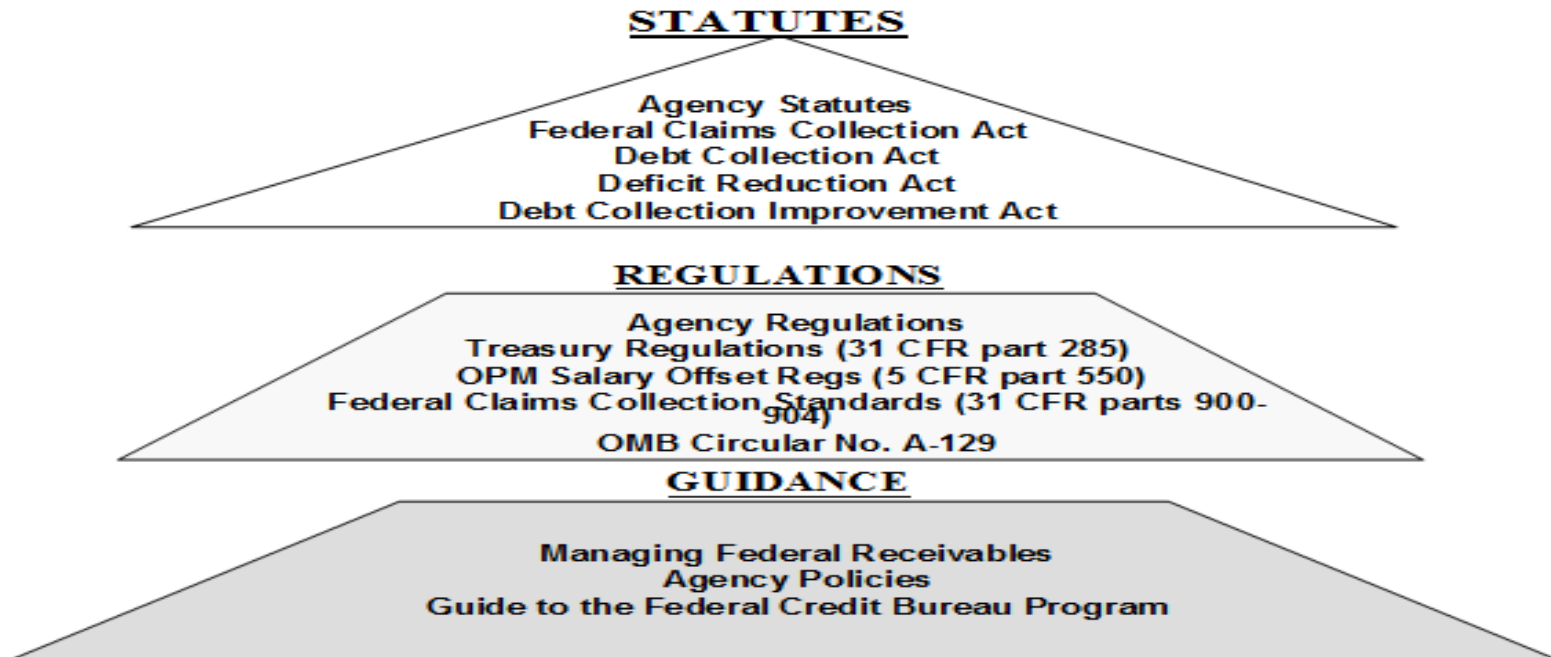 STATUTES
Agency Statutes
Federal Claims Collection Act
Debt Collection Act
Deficit Reduction Act
Debt Collection Improvement Act
REGULATIONS
Agency Regulations
Treasury Regulations (31 CFR part 285)
OPM Salary Offset Regs (5 CFR part 550)
Federal Claims Collection Standards (31 CFR parts 900-
904)
OMB Circular No. A-129
GUIDANCE
Managing Federal Receivables
Agency Policies
Guide to the Federal Credit Bureau Program